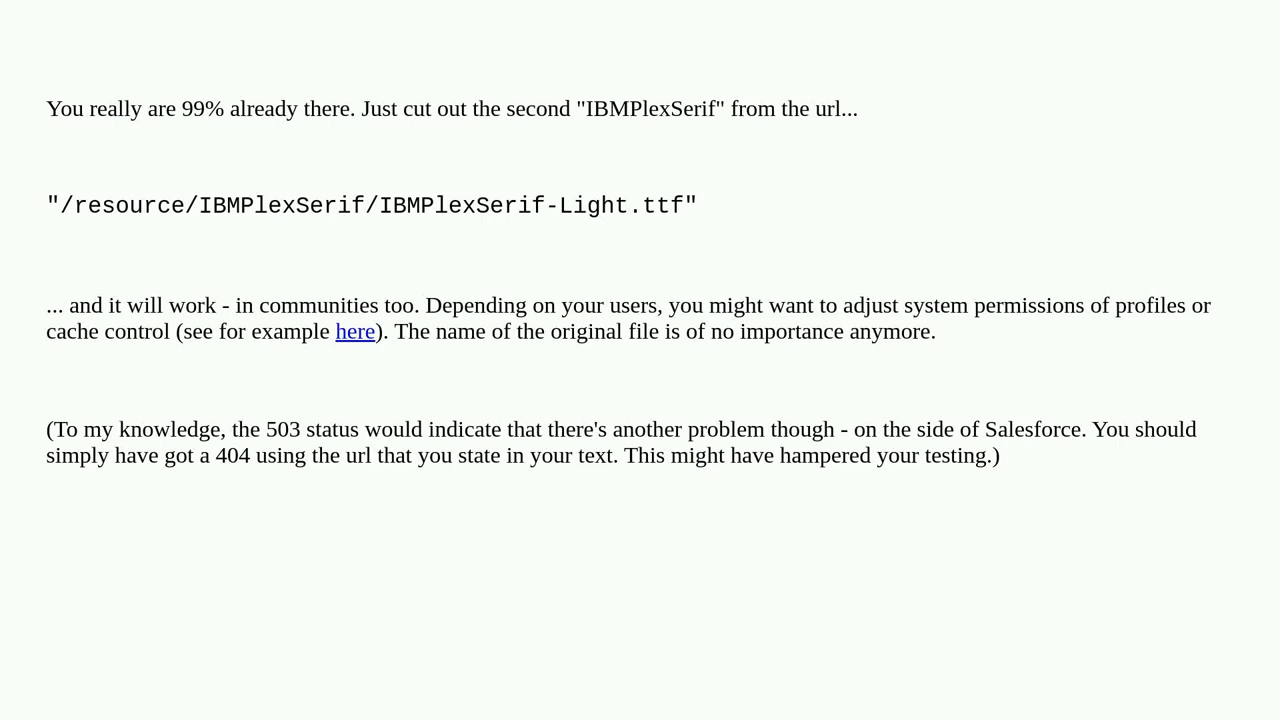 You really are 99% already there. Just cut out the second "IBMPlexSerif" from the url...
"/resource/IBMPlexSerif/IBMPlexSerif-Light.ttf"
... and it will work - in communities too. Depending on your users, you might want to adjust system permissions of profiles or
cache control (see for example here). The name of the original file is of no importance anymore.
(To my knowledge, the 503 status would indicate that there's another problem though - on the side of Salesforce. You should
simply have got a 404 using the url that you state in your text. This might have hampered your testing.)